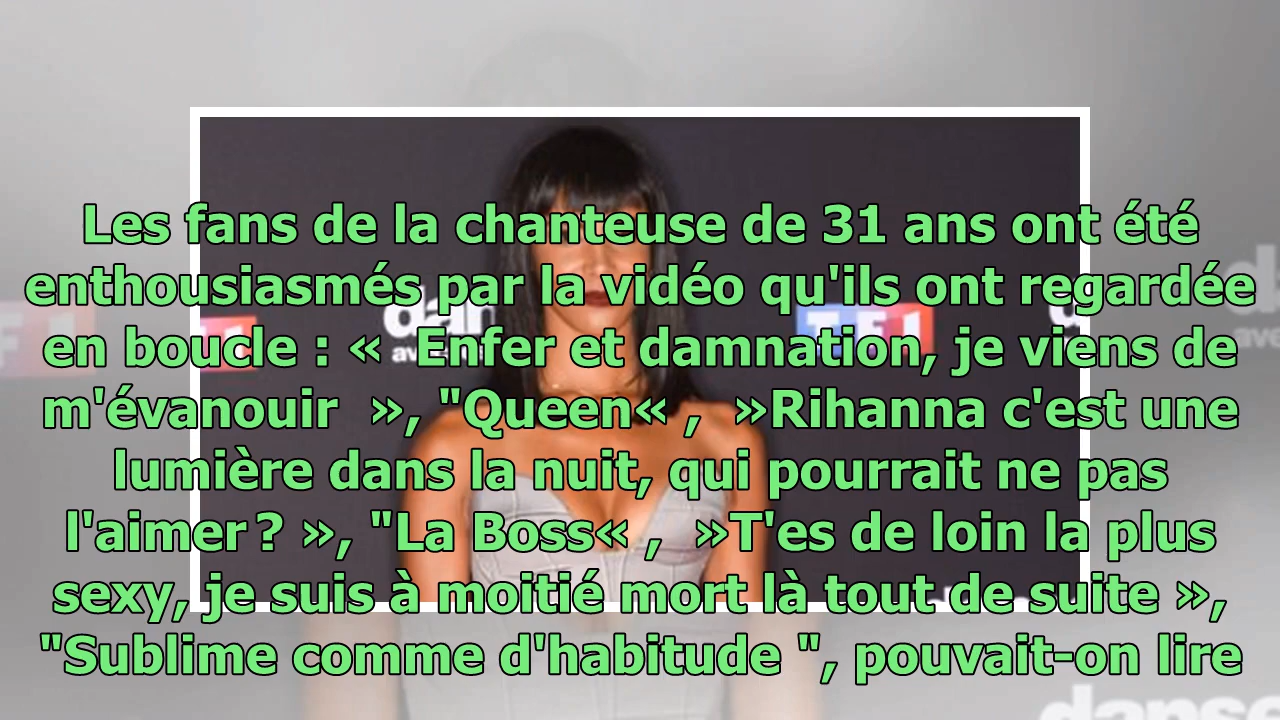 Les fans de la chanteuse de 31 ans ont été
enthousiasmés par la vidéo qu'ils ont regardée
en boucle : « Enfer et damnation, je viens de
m'évanouir », "Queen« , »Rihanna c'est une
lumière dans la nuit, qui pourrait ne pas
l'aimer ? », "La Boss« , »T'es de loin la plus
sexy, je suis à moitié mort là tout de suite »,
"Sublime comme d'habitude ", pouvait-on lire
TF1
danse